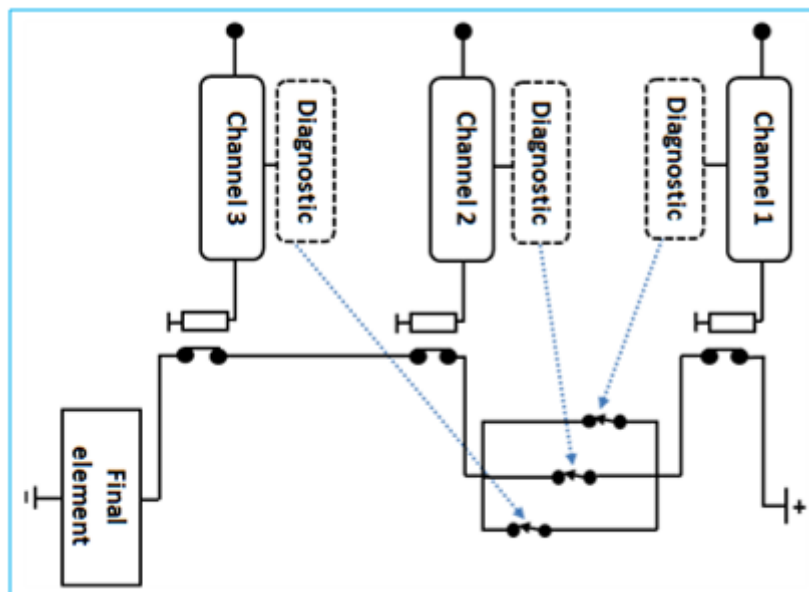 Channel 1
Diagnostic
Channel 2
Diagnostic
Channel 3
Diagnostic
+
Final
element
-